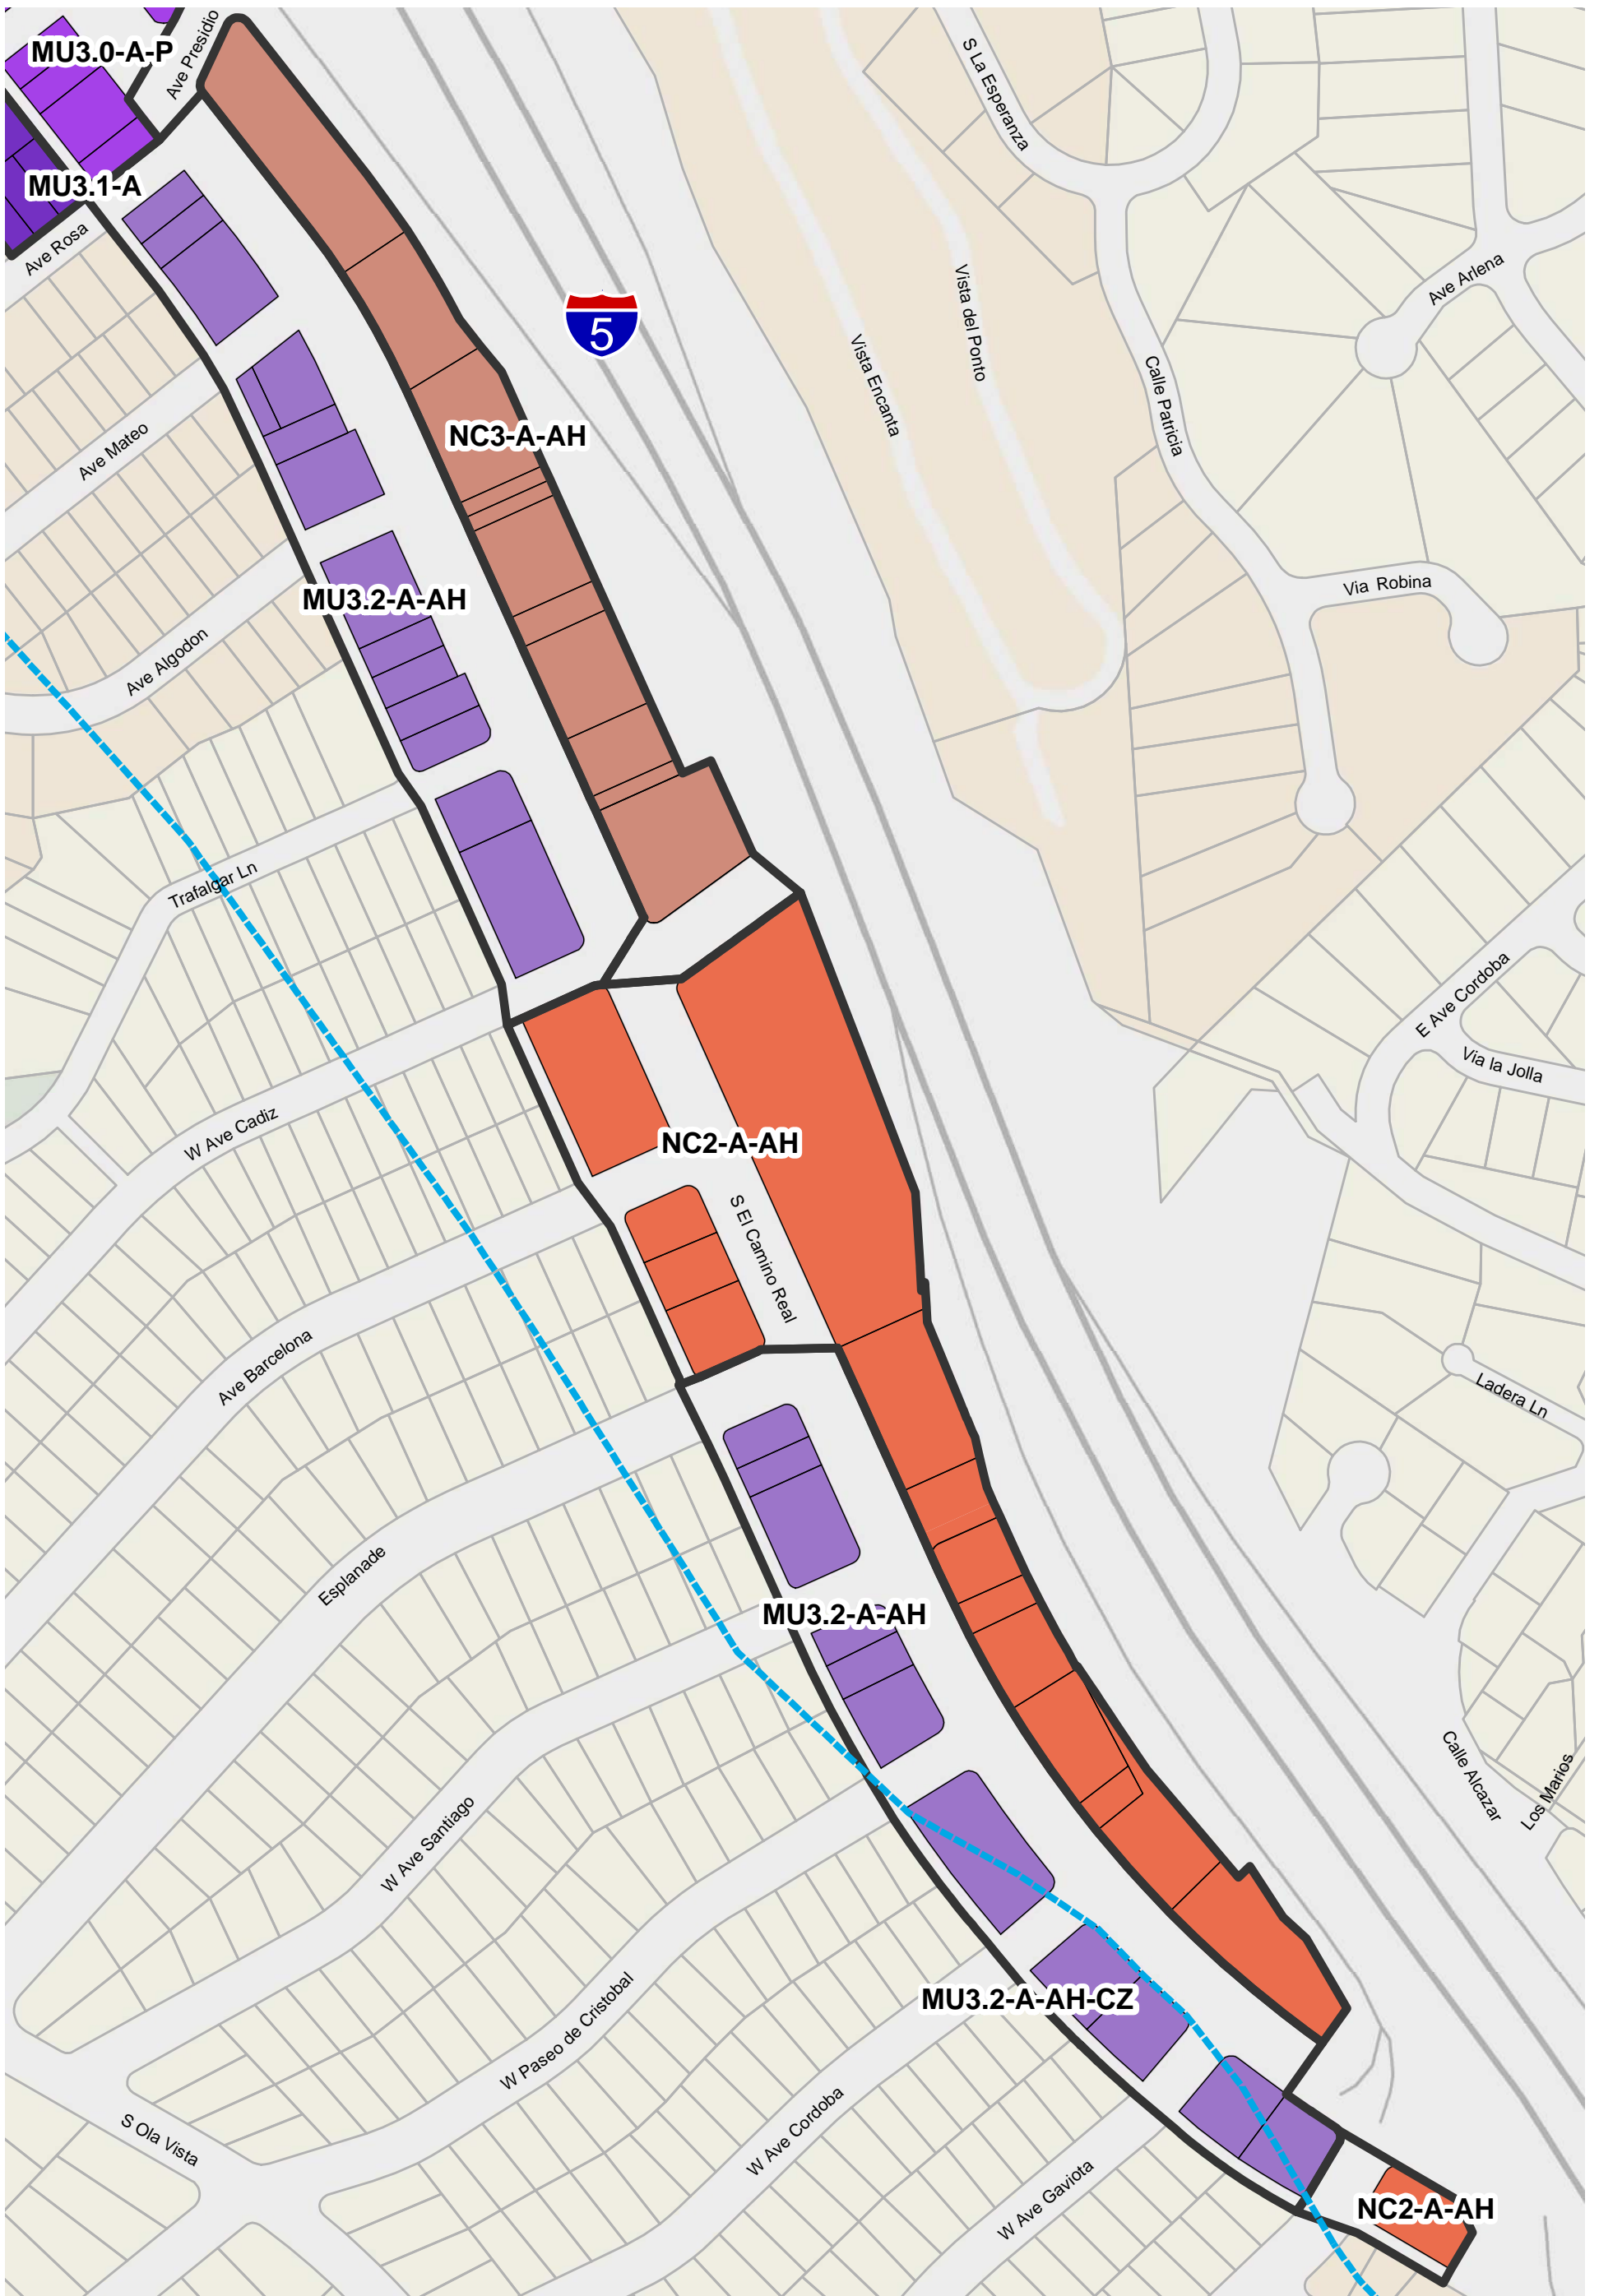 MU3.0-A-P
Ave Presidio
S La Esperanza
MU3.1-A
Ave Rosa
Ave Arlena
Vista del Ponto
5
Vista Encanta
Calle Patricia
Ave Mateo
NC3-A-AH
Via Robina
MU3.2-A-AH
Ave Algodon
Trafalgar Ln
E Ave Cordoba
Via la Jolla
W Ave Cadiz
NC2-A-AH
S El Camino Real
Ave Barcelona
Ladera Ln
Esplanade
MU3.2-A-AH
Calle Alcazar
Los Marios
W Ave Santiago
MU3.2-A-AH-CZ
W Paseo de Cristobal
S Ola Vista
W Ave Cordoba
W Ave Gaviota
NC2-A-AH